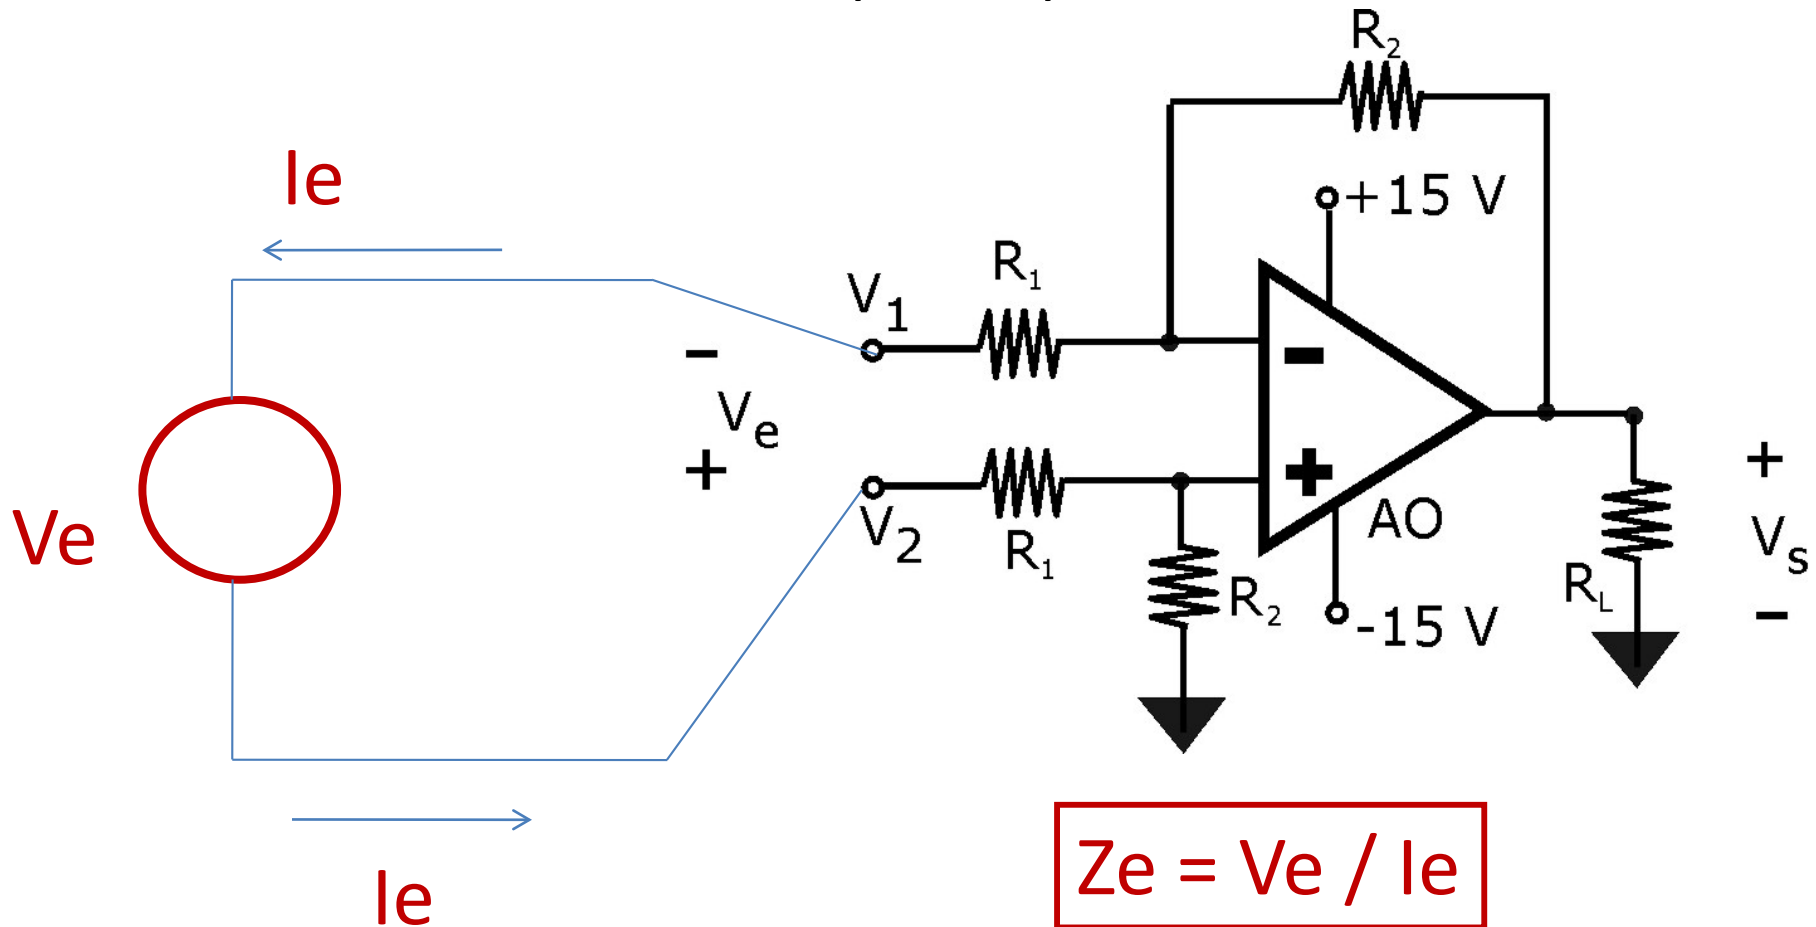 R2
Ie
+15 V
R1
V1
-
Ve
+
-
+
AO
V2
R1
R2
-15 V
RL
+
Vs
-
Ve
Ie
Ze = Ve / Ie